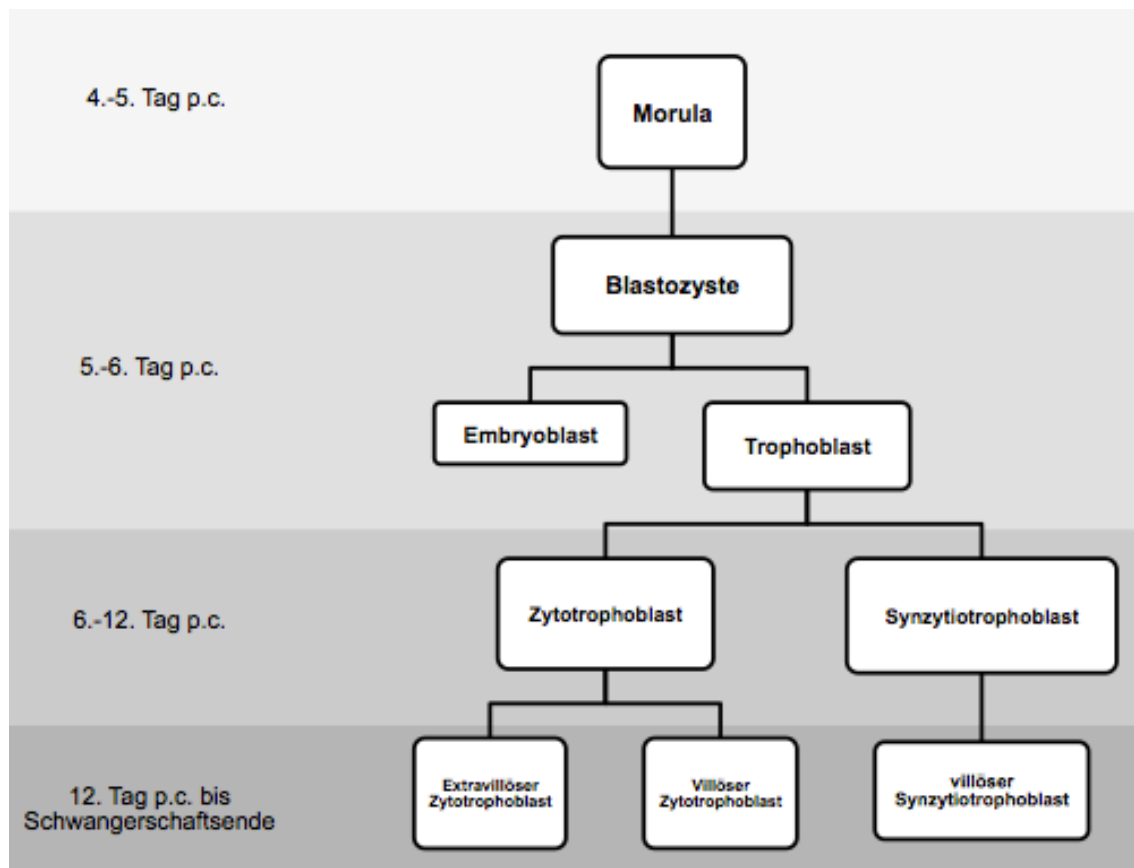 4.-5. Tag p.c.
Morula
Blastozyste
5.-6. Tag p.c.
Embryoblast
Trophoblast
6.-12. Tag p.c.
Zytotrophoblast
Synzytiotrophoblast
12. Tag p.c. bis
Schwangerschaftsende
Extravillöser
Zytotrophoblast
Villöser
Zytotrophoblast
villöser
Synzytiotrophoblast